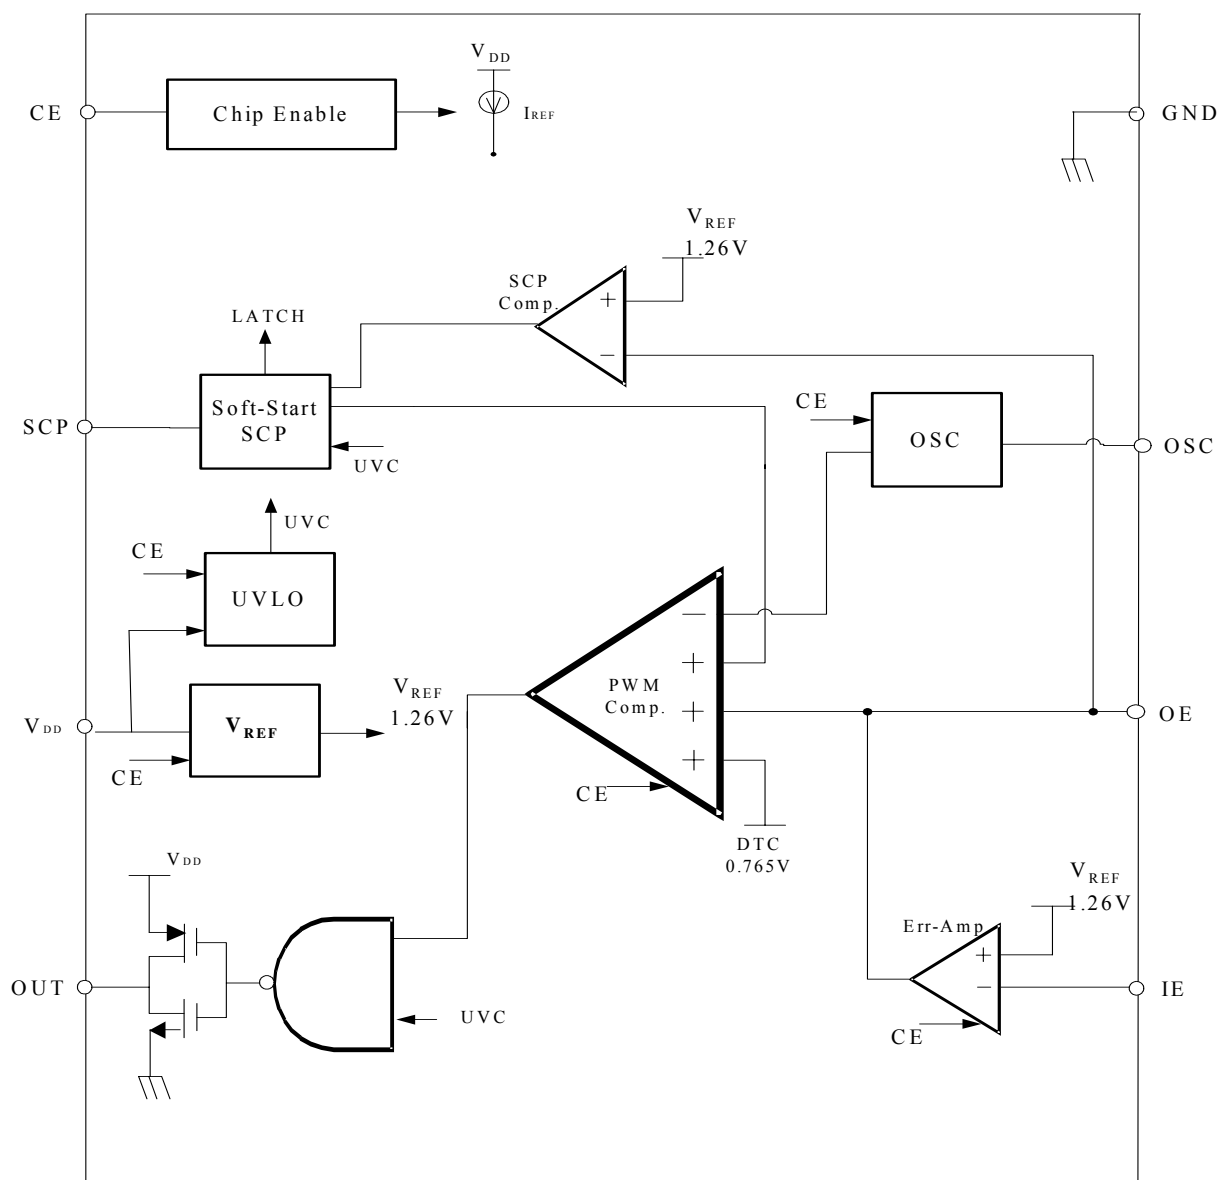 VDD
CE
Chip Enable
IREF
GND
VREF
1.26V
SCP
Comp.
+
−
LATCH
Soft-Start
SCP
SCP
UVC
CE
OSC
OSC
UVC
CE
UVLO
−
+
+
+
PWM
Comp.
CE
VDD
VREF
CE
VREF
1.26V
OE
DTC
0.765V
VDD
OUT
UVC
VREF
1.26V
Err-Amp
+
−
IE
CE